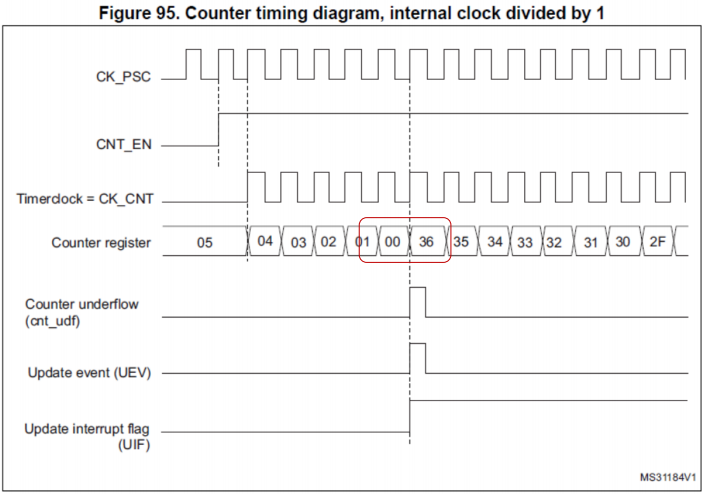 Figure 95. Counter timing diagram, internal clock divided by 1
CK_PSC
CNT_EN
Timerclock = CK_CNT
Counter register 05 04 03 02 01 00 36 35 34 33 32 31 30 2F
Counter underflow
(cnt_udf)
Update event (UEV)
Update interrupt flag
(UIF)
MS31184V1